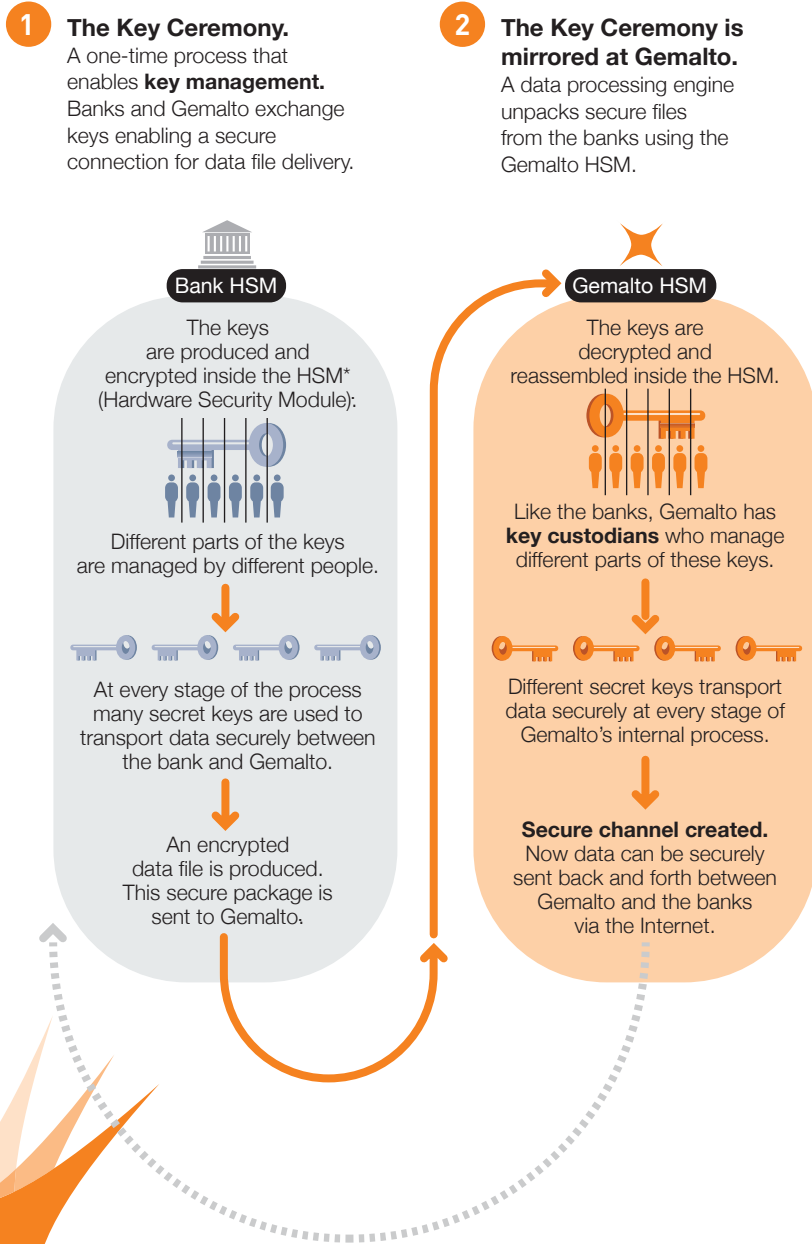 1
The Key Ceremony.
A one-time process that
enables key management.
Banks and Gemalto exchange
keys enabling a secure
connection for data file delivery.
2
The Key Ceremony is
mirrored at Gemalto.
A data processing engine
unpacks secure files
from the banks using the
Gemalto HSM.
Bank HSM
The keys
are produced and
encrypted inside the HSM*
(Hardware Security Module).
Different parts of the keys
are managed by different people.
At every stage of the process
many secret keys are used to
transport data securely between
the bank and Gemalto.
An encrypted
data file is produced.
This secure package is
sent to Gemalto.
Gemalto HSM
The keys are
decrypted and
reassembled inside the HSM.
Like the banks, Gemalto has
key custodians who manage
different parts of these keys.
Different secret keys transport
data securely at every stage of
Gemalto's internal process.
Secure channel created.
Now data can be securely
sent back and forth between
Gemalto and the banks
via the Internet.